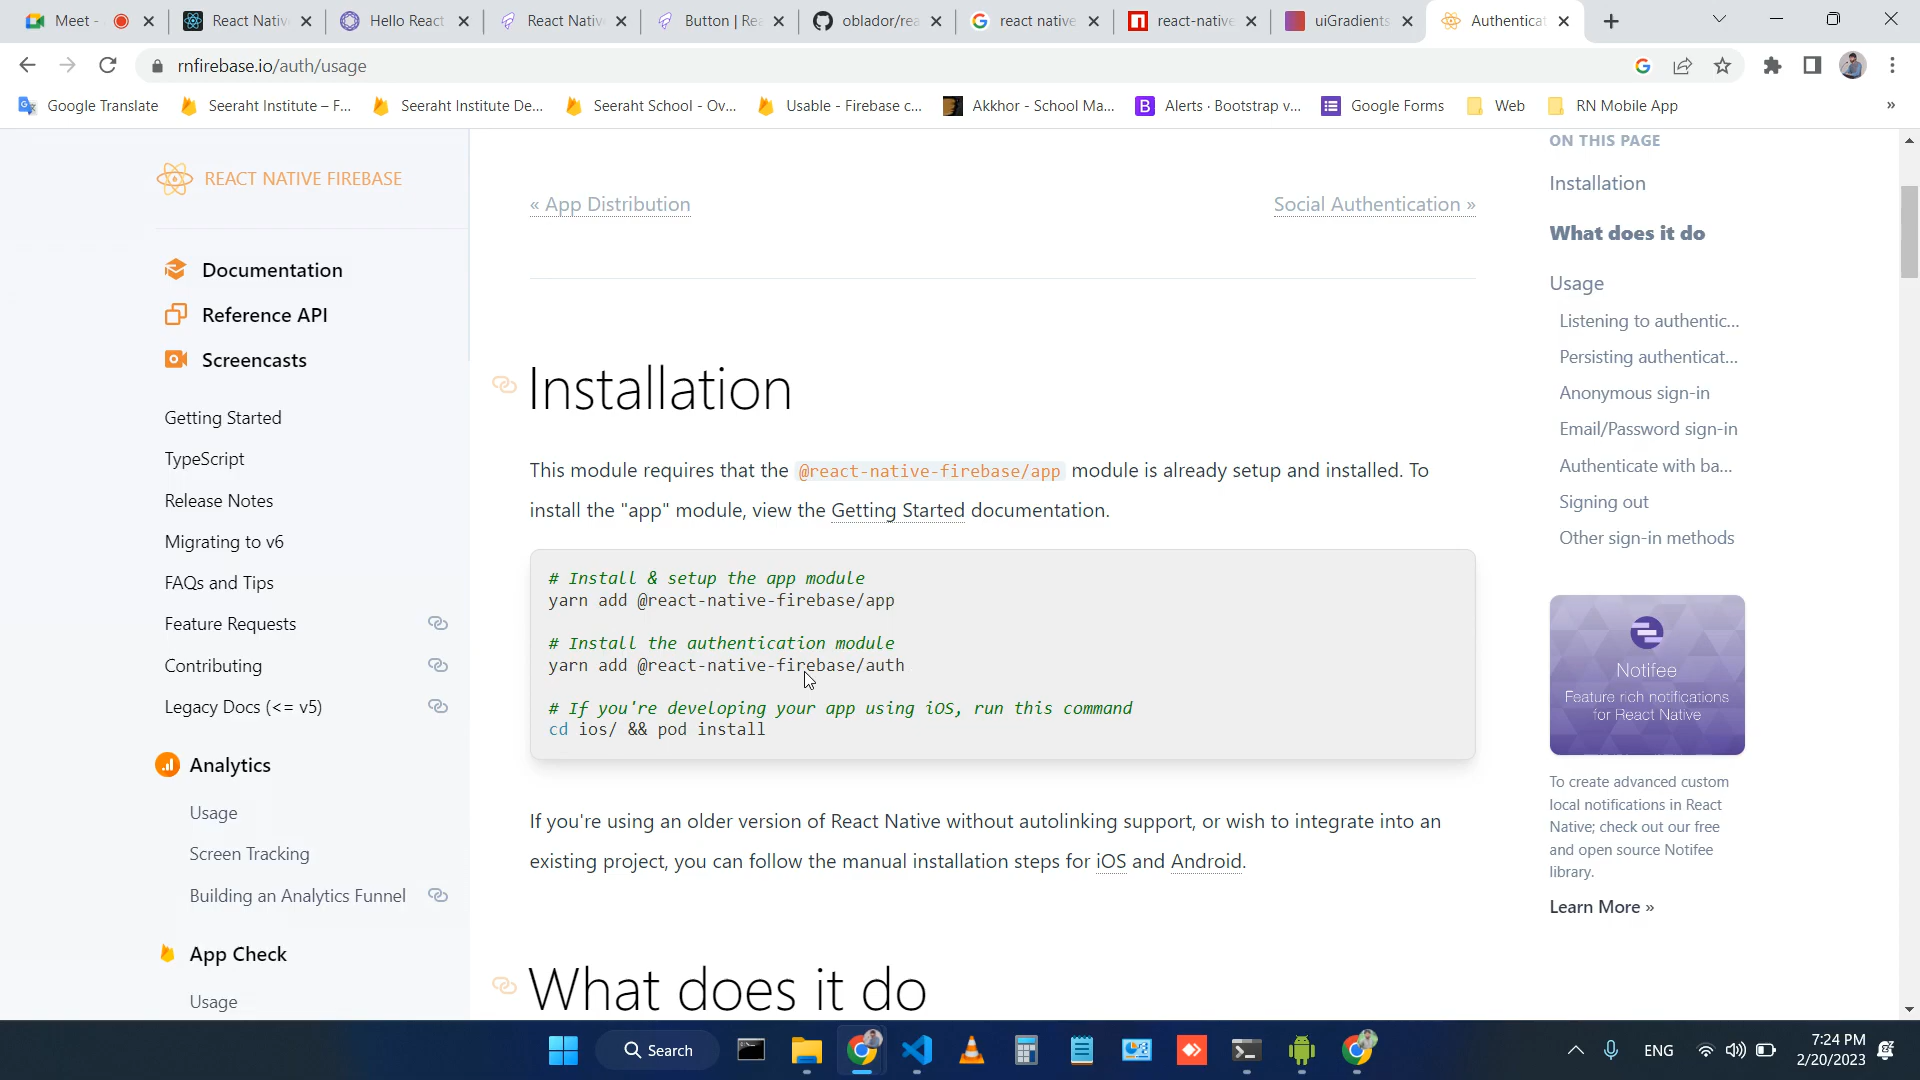 Meet -
React Nativ
Hello React
React Nativ
Button | Re
oblador/rea
react native
react-native
uiGradients
Authenticat
rnfirebase.io/auth/usage
Google Translate
Seeraht Institute – F...
Seeraht Institute De...
Seeraht School - Ov...
Usable - Firebase c...
Akkhor - School Ma...
Alerts · Bootstrap v...
Google Forms
Web
RN Mobile App
»
REACT NATIVE FIREBASE
Documentation
Reference API
Screencasts
Getting Started
TypeScript
Release Notes
Migrating to v6
FAQs and Tips
Feature Requests
Contributing
Legacy Docs (<= v5)
Analytics
Usage
Screen Tracking
Building an Analytics Funnel
App Check
Usage
« App Distribution
Social Authentication »
Installation
This module requires that the @react-native-firebase/app module is already setup and installed. To
install the "app" module, view the Getting Started documentation.
# Install & setup the app module
yarn add @react-native-firebase/app
# Install the authentication module
yarn add @react-native-firebase/auth
# If you're developing your app using iOS, run this command
cd ios/ && pod install
If you're using an older version of React Native without autolinking support, or wish to integrate into an
existing project, you can follow the manual installation steps for iOS and Android.
What does it do
ON THIS PAGE
Installation
What does it do
Usage
Listening to authentic...
Persisting authenticat...
Anonymous sign-in
Email/Password sign-in
Authenticate with ba...
Signing out
Other sign-in methods
Notifee
Feature rich notifications
for React Native
To create advanced custom
local notifications in React
Native; check out our free
and open source Notifee
library.
Learn More »
Search
ENG
7:24 PM
2/20/2023